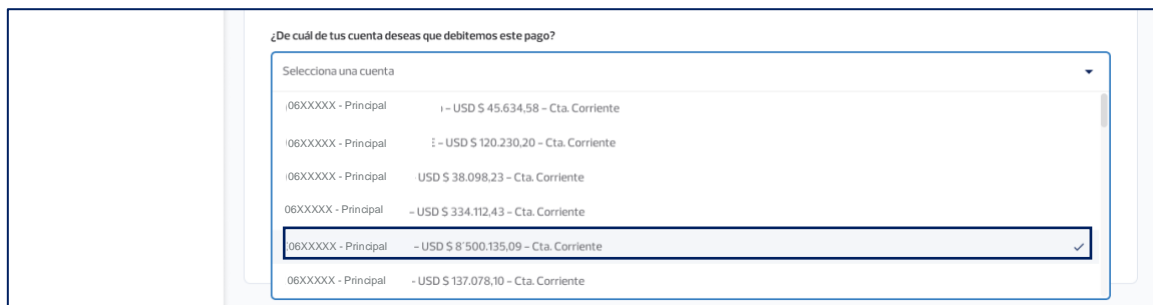 ¿De cuál de tus cuenta deseas que debitemos este pago?
Selecciona una cuenta
06XXXXX - Principal – USD $ 45.634,58 – Cta. Corriente
06XXXXX - Principal E – USD $ 120.230,20 – Cta. Corriente
06XXXXX - Principal USD $ 38.098,23 – Cta. Corriente
06XXXXX - Principal – USD $ 334.112,43 – Cta. Corriente
06XXXXX - Principal – USD $ 8´500.135,09 – Cta. Corriente
06XXXXX - Principal - USD $ 137.078,10 – Cta. Corriente